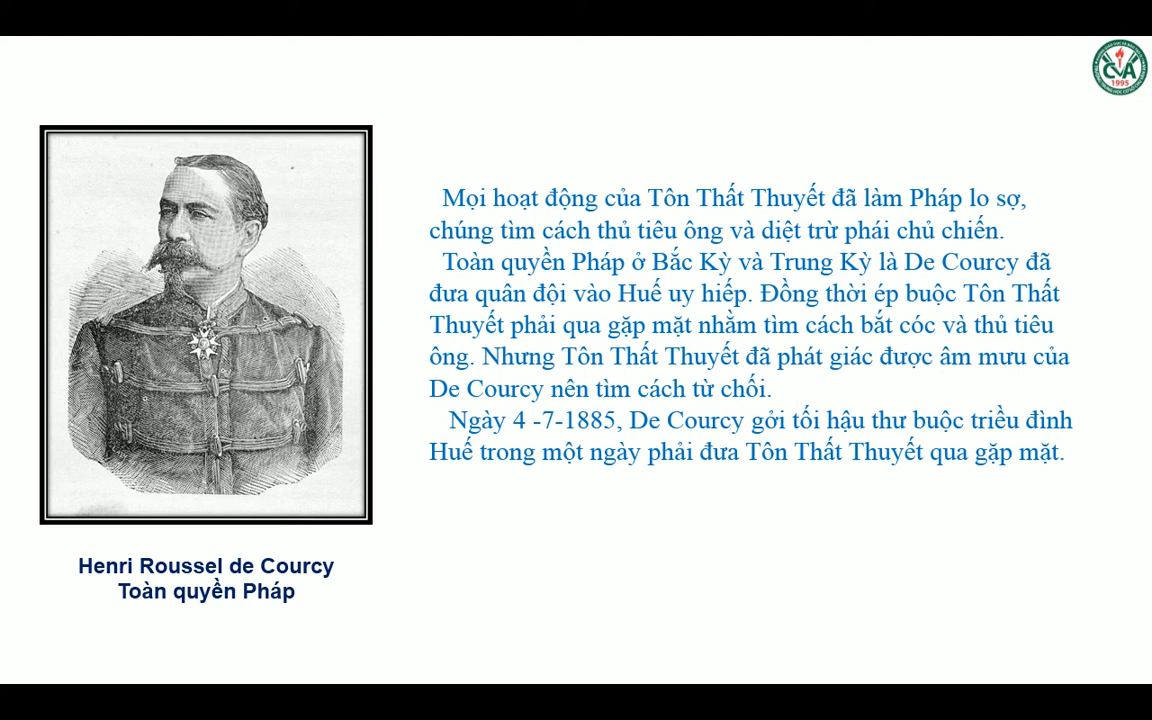 CVA
1995
Mọi hoạt động của Tôn Thất Thuyết đã làm Pháp lo sợ,
chúng tìm cách thủ tiêu ông và diệt trừ phái chủ chiến.
Toàn quyền Pháp ở Bắc Kỳ và Trung Kỳ là De Courcy đã
đưa quân đội vào Huế uy hiếp. Đồng thời ép buộc Tôn Thất
Thuyết phải qua gặp mặt nhằm tìm cách bắt cóc và thủ tiêu
ông. Nhưng Tôn Thất Thuyết đã phát giác được âm mưu của
De Courcy nên tìm cách từ chối.
Ngày 4 -7-1885, De Courcy gởi tối hậu thư buộc triều đình
Huế trong một ngày phải đưa Tôn Thất Thuyết qua gặp mặt.
Henri Roussel de Courcy
Toàn quyền Pháp